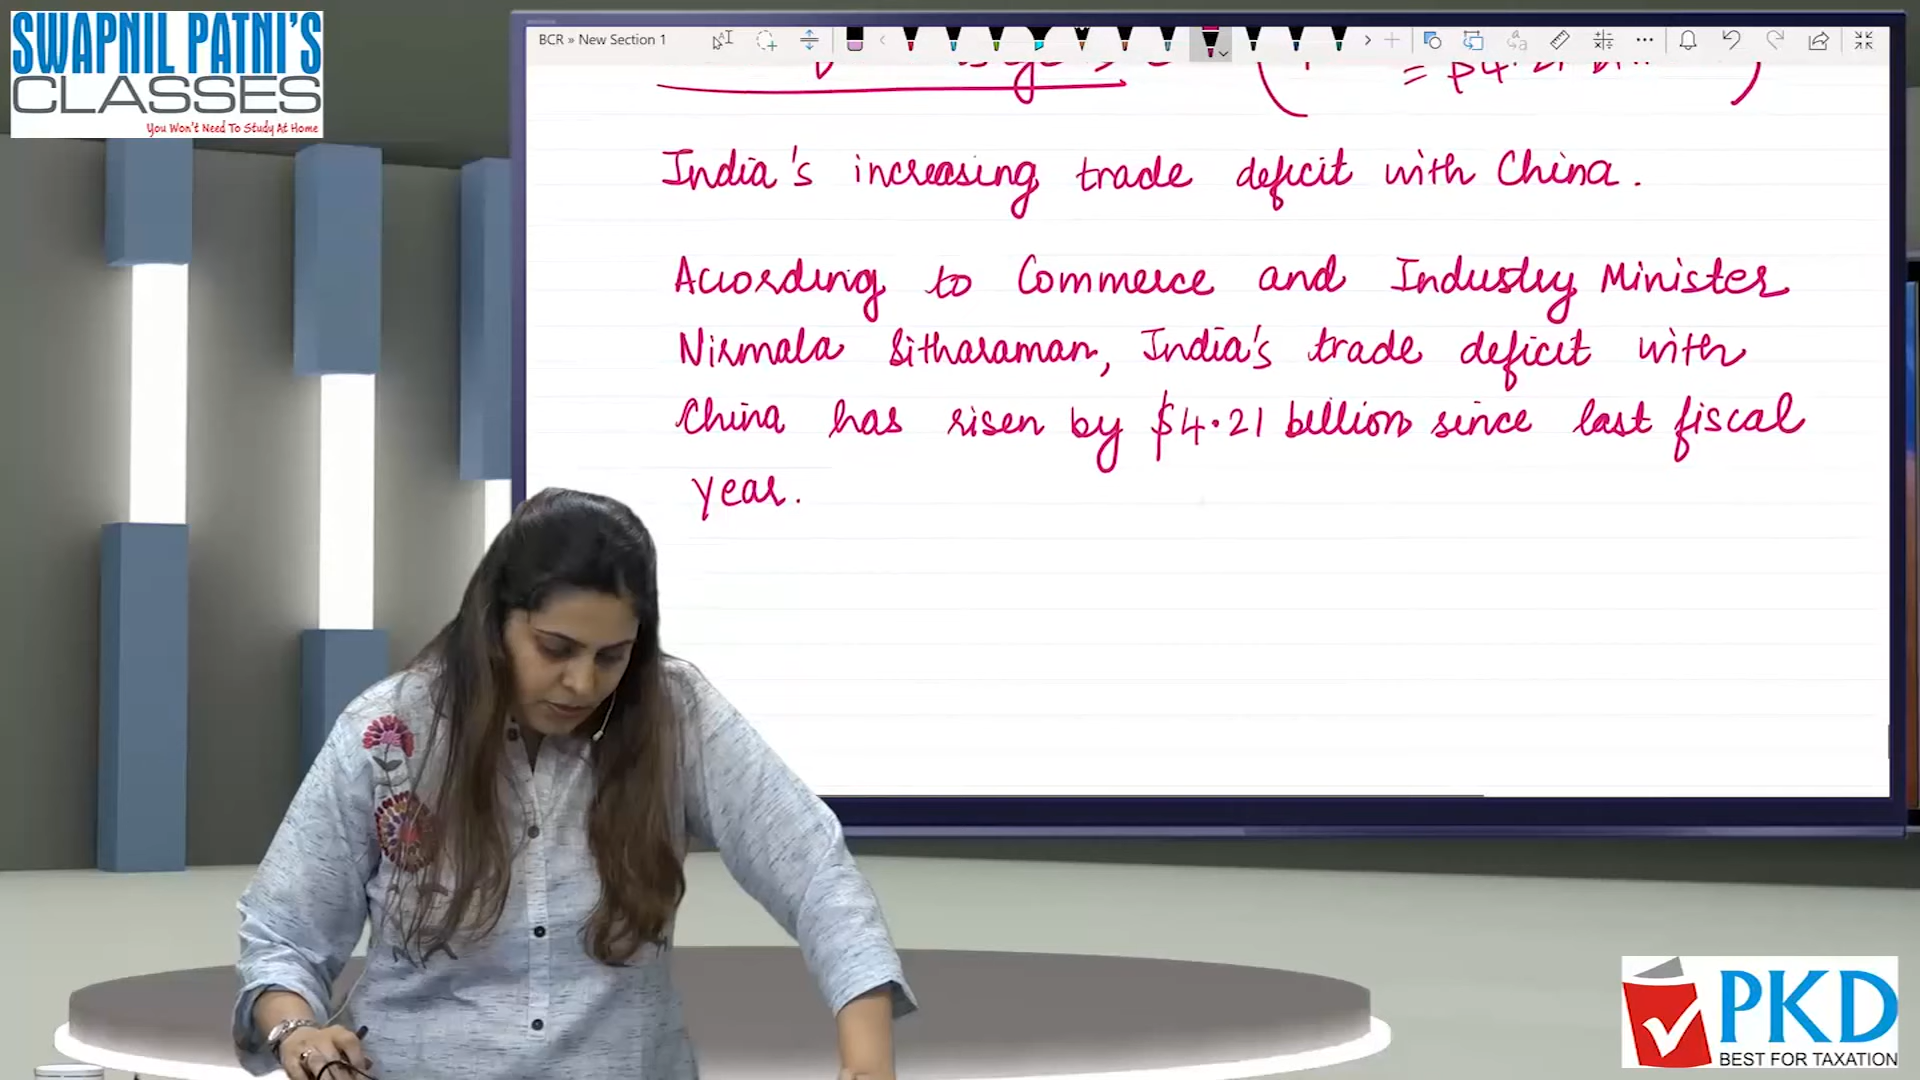 SWAPNIL PATNI'S
CLASSES
You Won't Need To Study At Home
BCR » New Section 1
= $4.21
India's increasing trade deficit with China.
According to Commerce and Industry Minister
Nirmala Sitharaman, India's trade deficit with
China has risen by $4.21 billion since last fiscal
year.
PKD
BEST FOR TAXATION